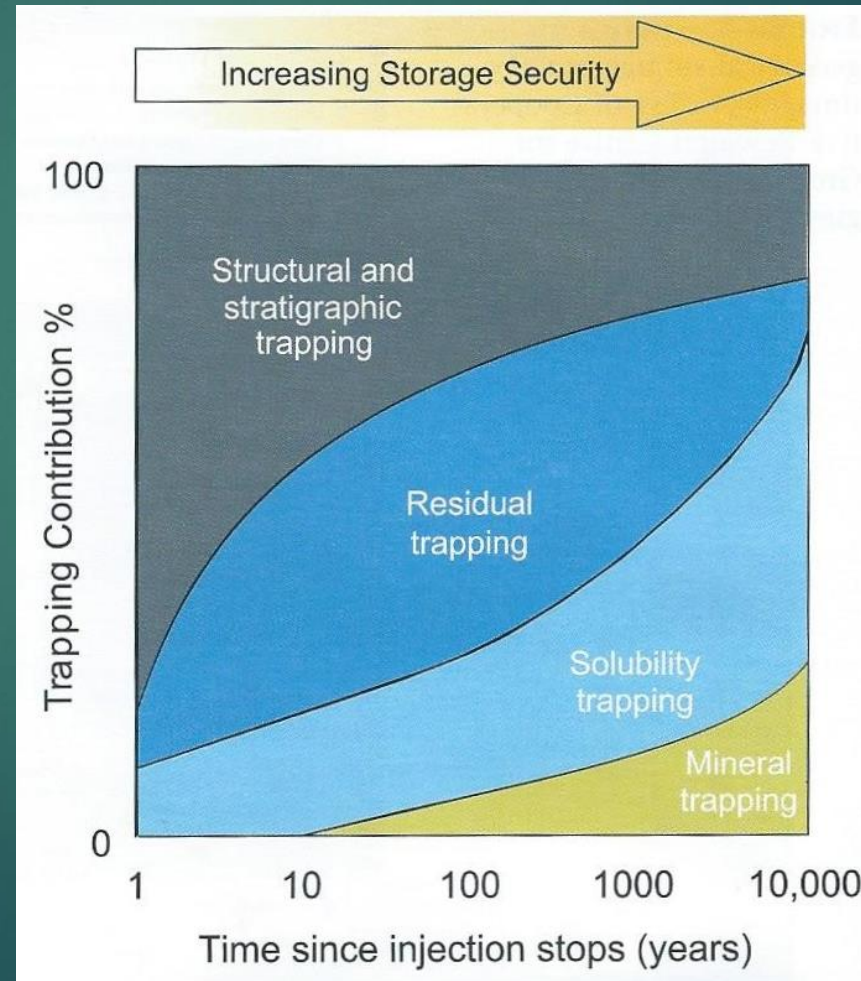 Increasing Storage Security
100
Structural and
stratigraphic
trapping
Trapping Contribution %
Residual
trapping
Solubility
trapping
Mineral
trapping
0
1 10 100 1000 10,000
Time since injection stops (years)